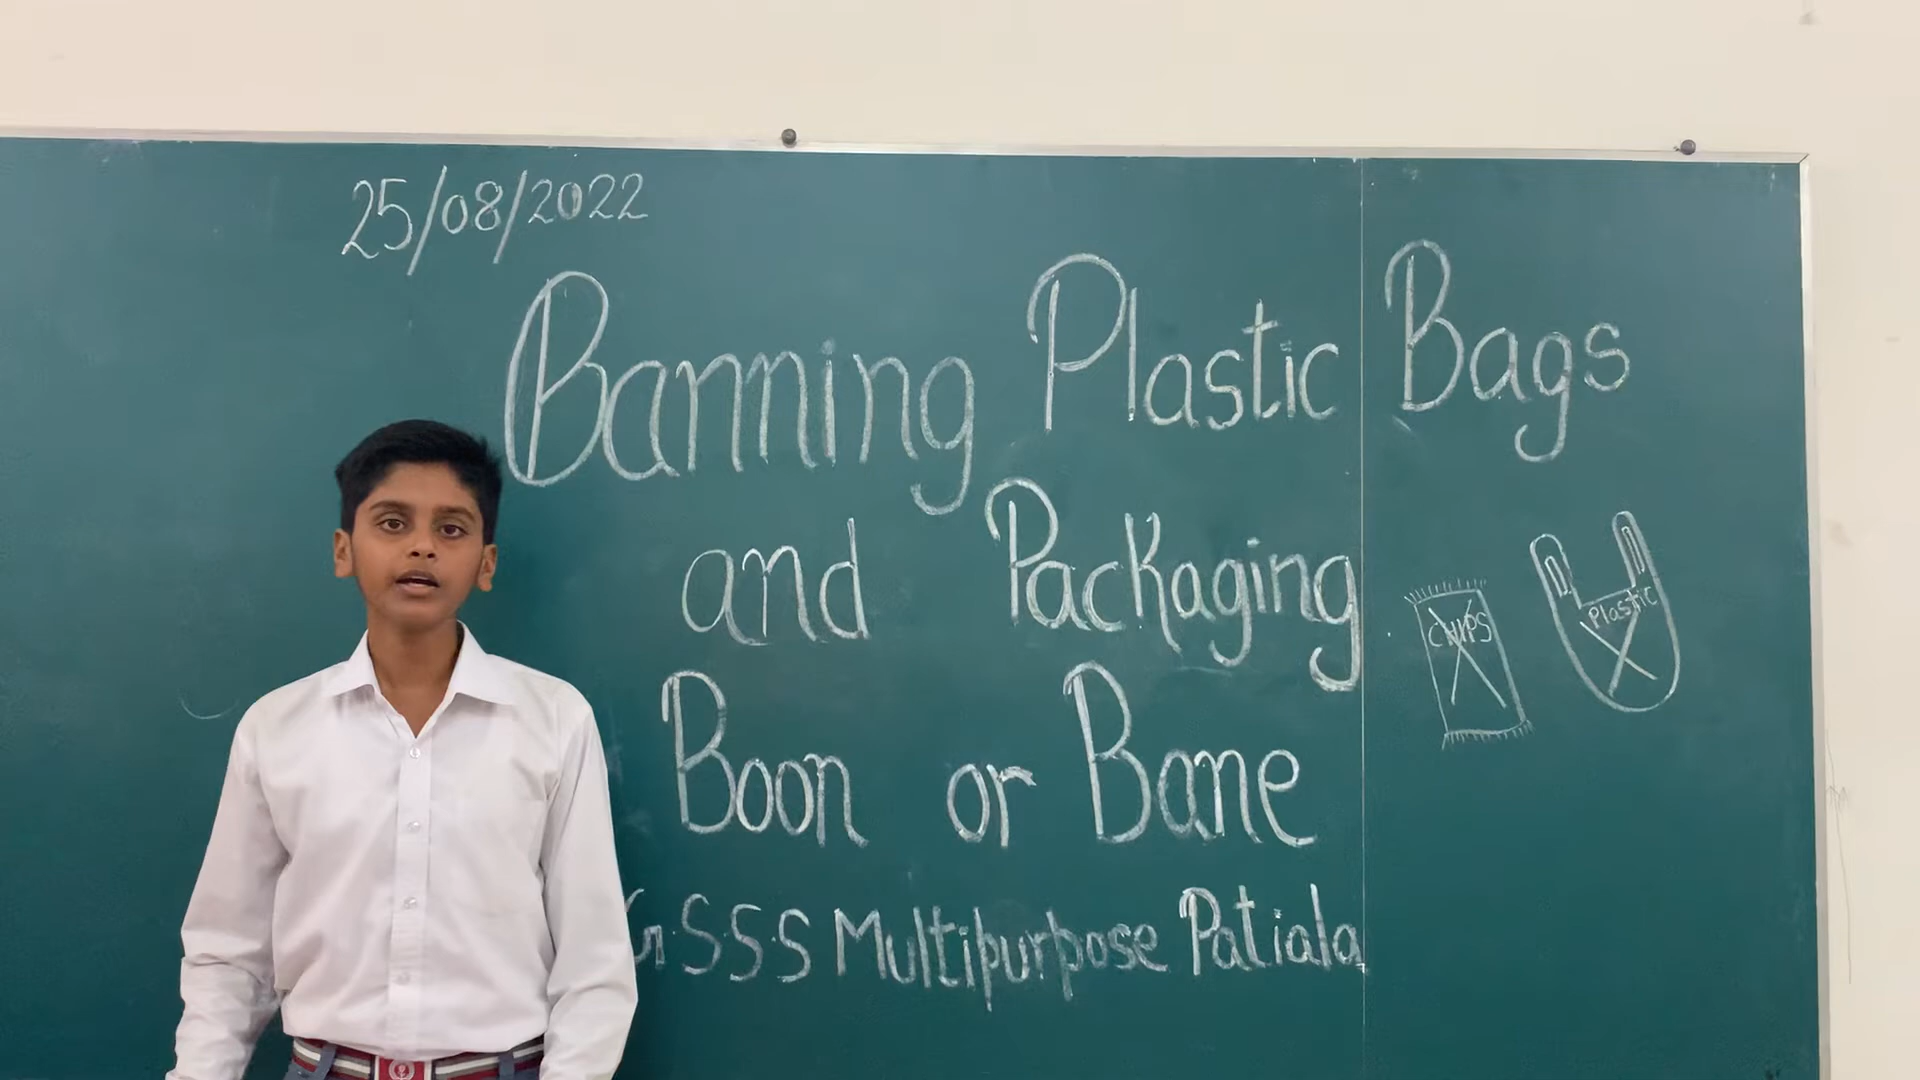 25/08/2022
Banning Plastic Bags
and Packaging
CHIPS
Plastic
Boon or Bane
G.S.S.S Multipurpose Patiala